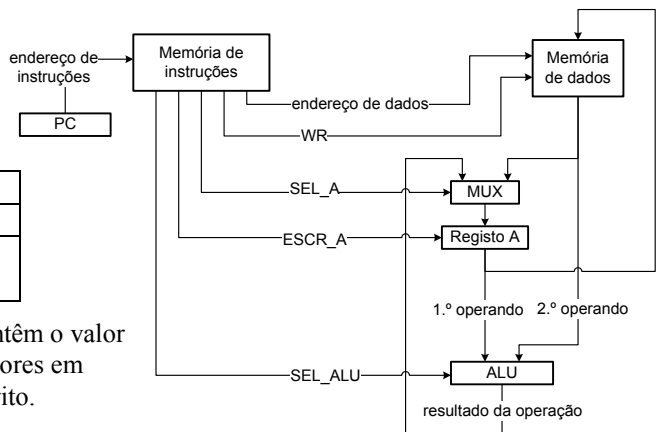 endereço de
instruções
PC
Memória de
instruções
Memória
de dados
endereço de dados
WR
SEL_A
MUX
ESCR_A
Registo A
1.º operando
2.º operando
SEL_ALU
ALU
resultado da operação
ntêm o valor
ores em
ito.